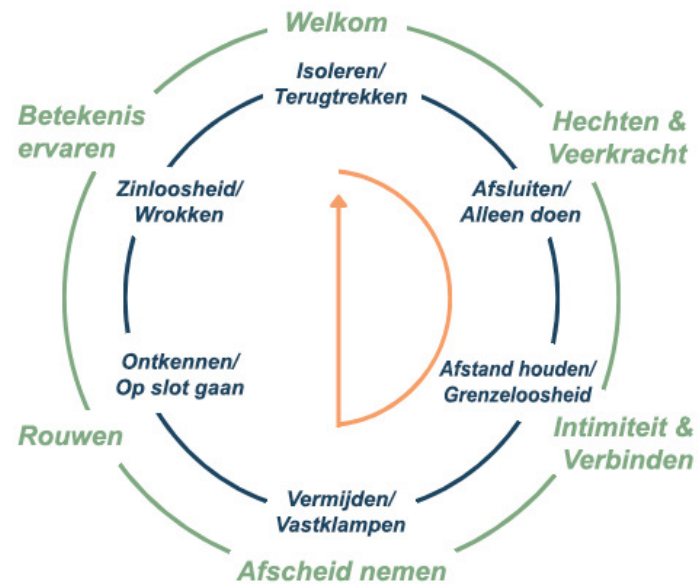 Welkom
Isoleren/
Terugtrekken
Betekenis
ervaren
Hechten &
Veerkracht
Zinloosheid/
Wrokken
Afsluiten/
Alleen doen
Ontkennen/
Op slot gaan
Afstand houden/
Grenzeloosheid
Rouwen
Intimiteit &
Verbinden
Vermijden/
Vastklampen
Afscheid nemen